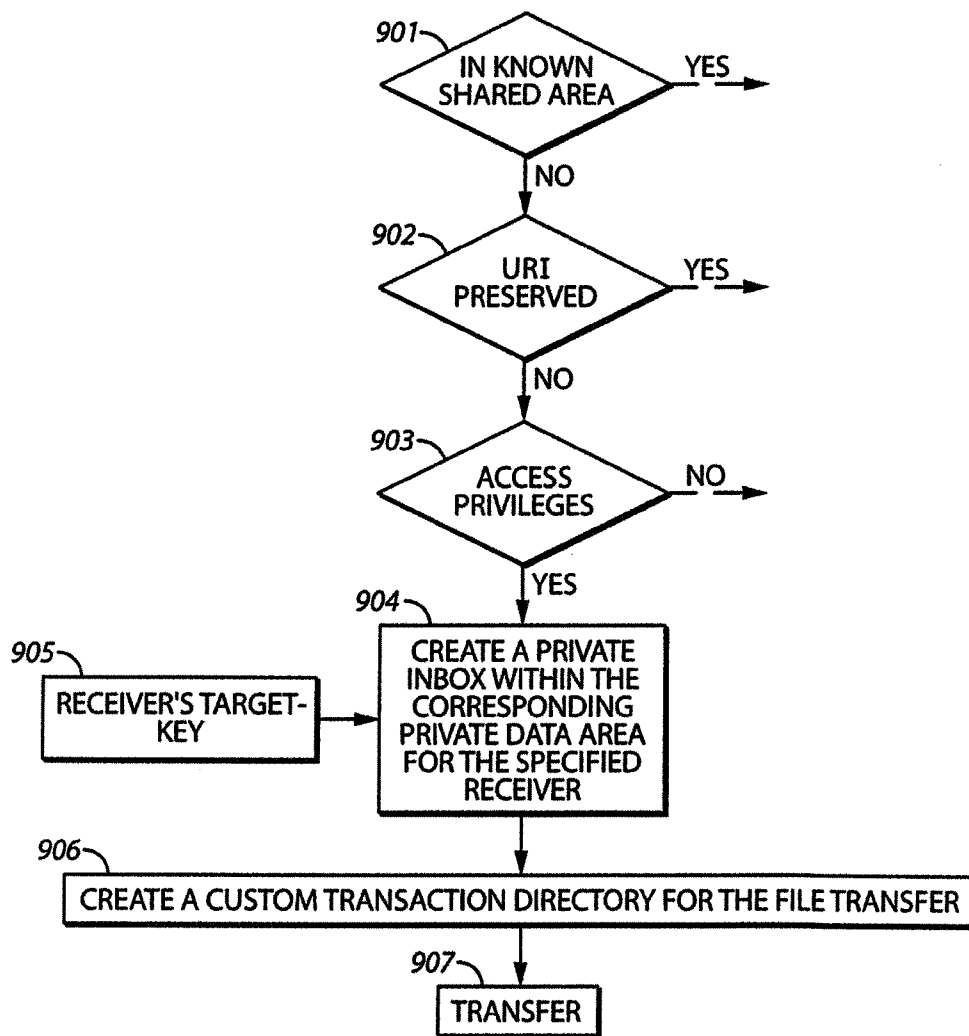 901
IN KNOWN
SHARED AREA
YES
NO
902
URI
PRESERVED
YES
NO
903
ACCESS
PRIVILEGES
NO
YES
904
CREATE A PRIVATE
INBOX WITHIN THE
CORRESPONDING
PRIVATE DATA AREA
FOR THE SPECIFIED
RECEIVER
905
RECEIVER'S TARGET-
KEY
906
CREATE A CUSTOM TRANSACTION DIRECTORY FOR THE FILE TRANSFER
907
TRANSFER